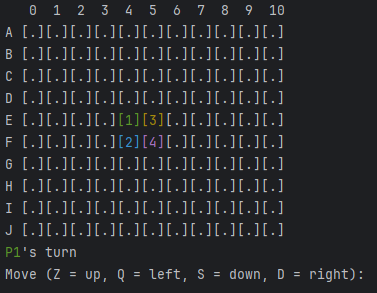 0 1 2 3 4 5 6 7 8 9 10
A [.][.][.][.][.][.][.][.][.][.][.]
B [.][.][.][.][.][.][.][.][.][.][.]
C [.][.][.][.][.][.][.][.][.][.][.]
D [.][.][.][.][.][.][.][.][.][.][.]
E [.][.][.][.][1][3][.][.][.][.][.]
F [.][.][.][.][2][4][.][.][.][.][.]
G [.][.][.][.][.][.][.][.][.][.][.]
H [.][.][.][.][.][.][.][.][.][.][.]
I [.][.][.][.][.][.][.][.][.][.][.]
J [.][.][.][.][.][.][.][.][.][.][.]
P1's turn
Move (Z = up, Q = left, S = down, D = right):